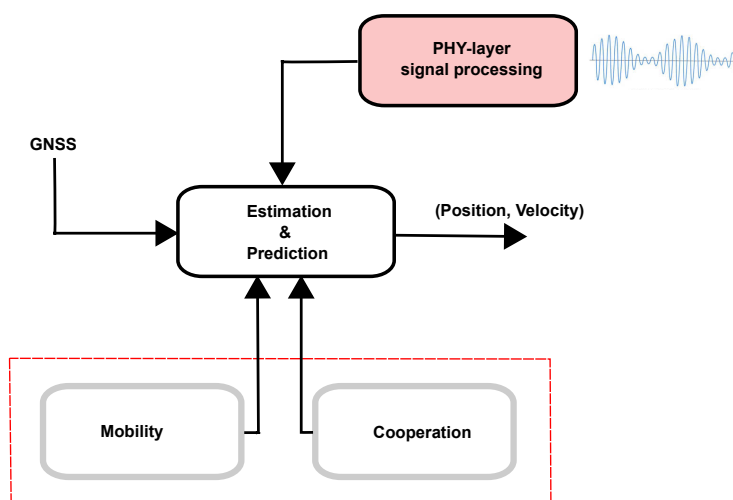 PHY-layer
signal processing
GNSS
Estimation
&
Prediction
(Position, Velocity)
Mobility
Cooperation